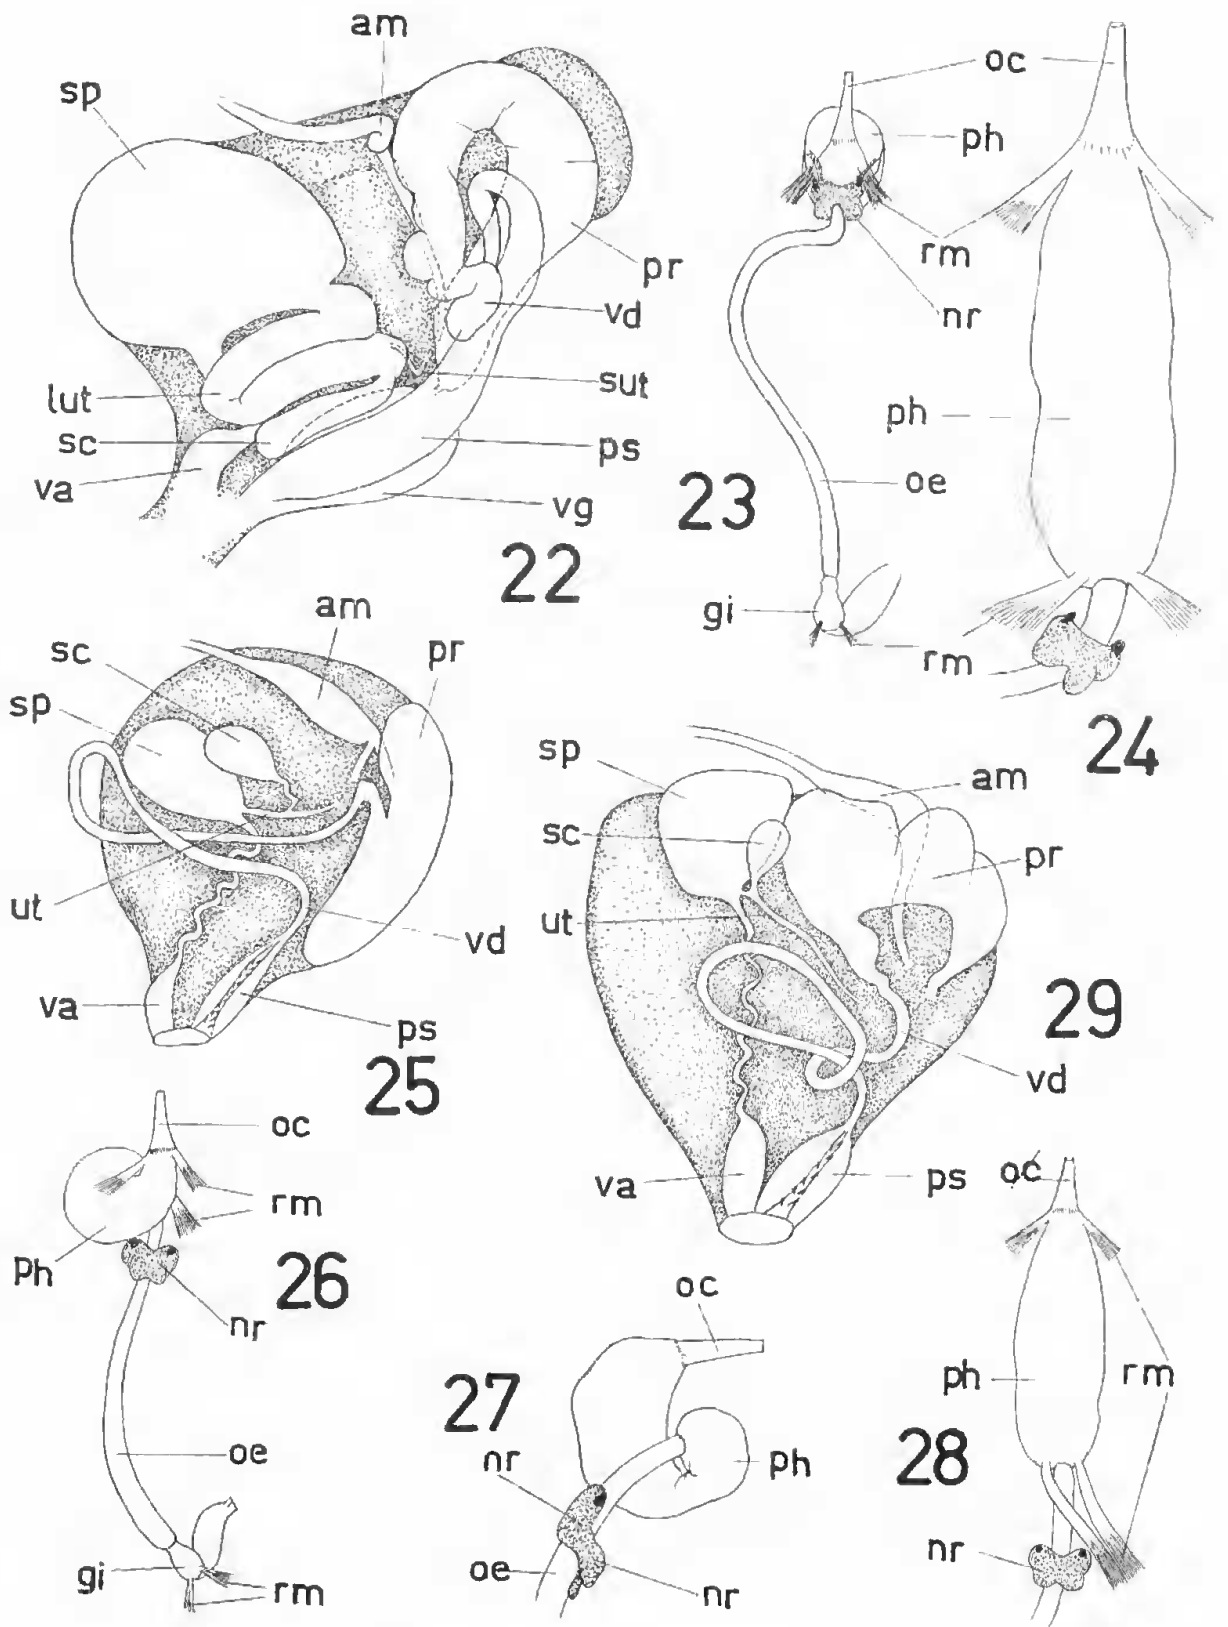 am
sp
pr
vd
sut
lut
sc
ps
va
vg
22
oc
ph
rm
nr
23
ph
oe
gi
rm
24
am
sc
pr
sp
ut
vd
va
ps
25
sp
am
sc
pr
ut
29
vd
va
ps
oc
rm
ph
26
nr
oe
gi
rm
oc
27
nr
ph
oe
nr
oc
ph
rm
28
nr